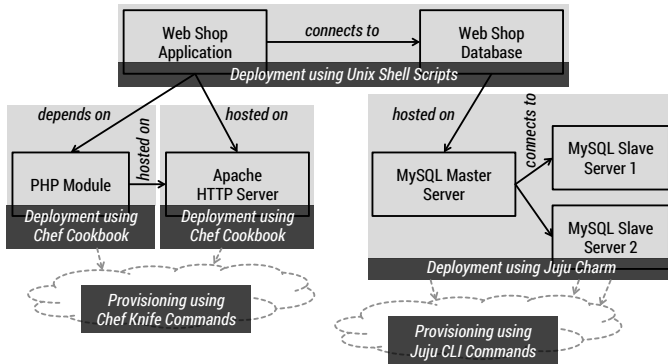 Web Shop
Application
connects to
Web Shop
Database
Deployment using Unix Shell Scripts
depends on
hosted on
hosted on
hosted on
connects to
PHP Module
Apache
HTTP Server
MySQL Master
Server
MySQL Slave
Server 1
MySQL Slave
Server 2
Deployment using
Chef Cookbook
Deployment using
Chef Cookbook
Deployment using Juju Charm
Provisioning using
Chef Knife Commands
Provisioning using
Juju CLI Commands